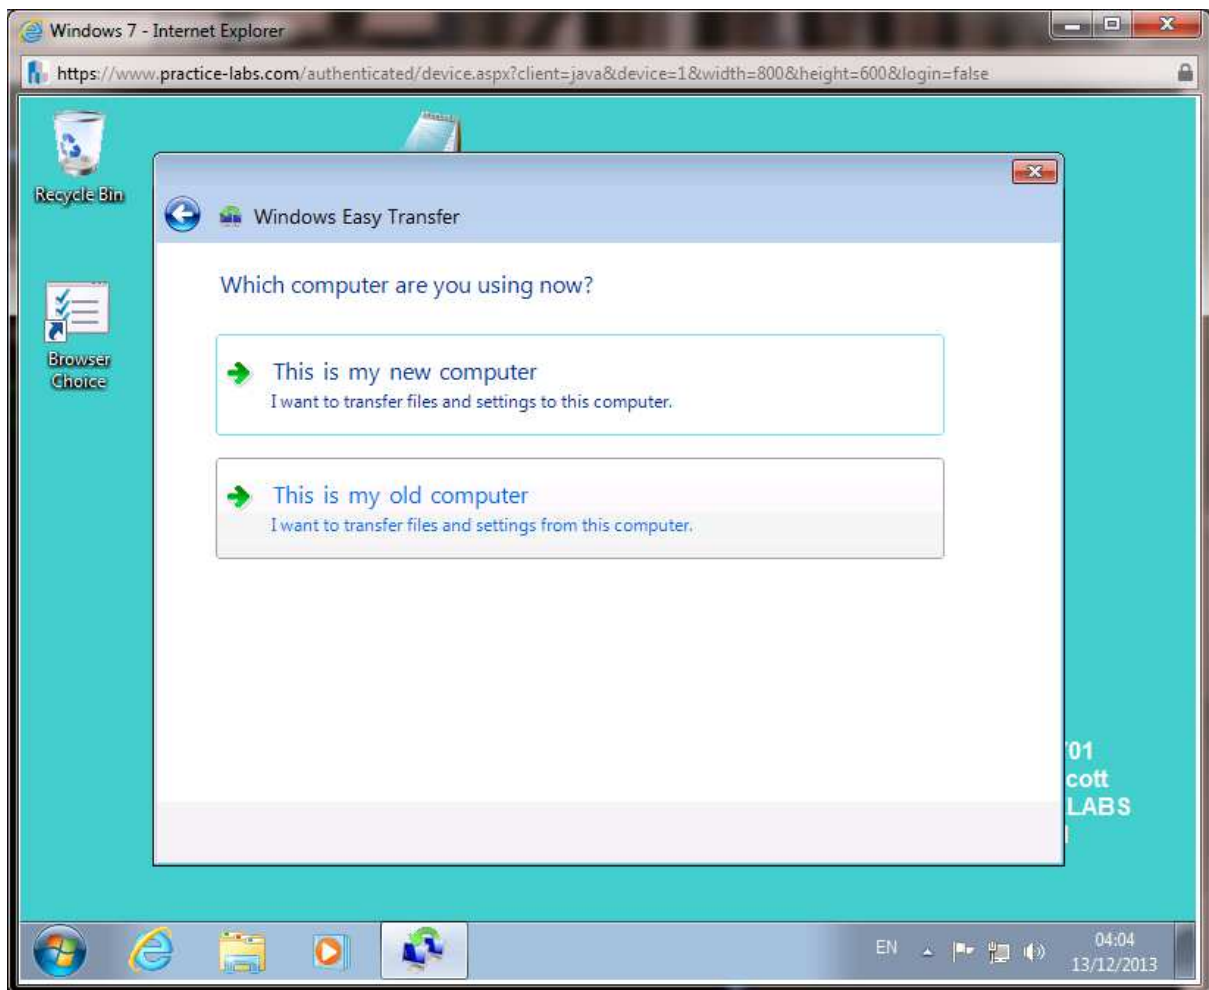 Windows 7 - Internet Explorer
https://www.practice-labs.com/authenticated/device.aspx?client=java&device=1&width=800&height=600&login=false
Recycle Bin
Windows Easy Transfer
Which computer are you using now?
Browser
Choice
This is my new computer
I want to transfer files and settings to this computer.
This is my old computer
I want to transfer files and settings from this computer.
01
cott
LABS
EN
04:04
13/12/2013